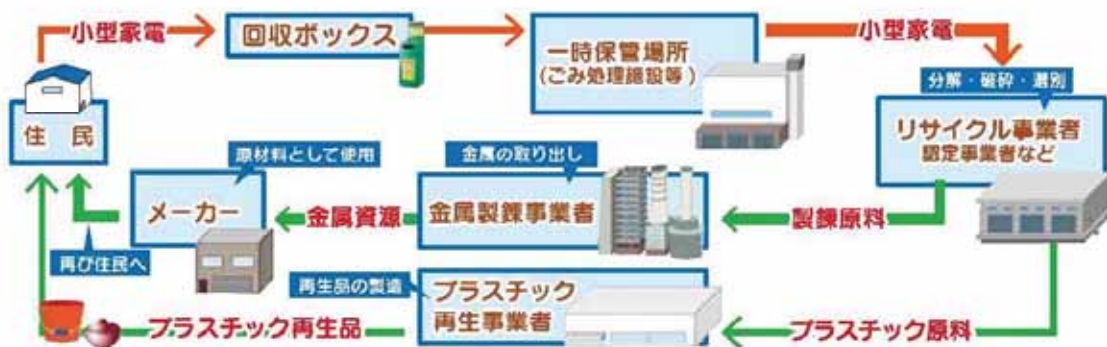 小型家電
回収ボックス
一時保管場所
(ごみ処理施設等)
小型家電
分解・破砕・選別
リサイクル事業者
認定事業者など
住 民
原材料として使用
メーカー
金属資源
金属の取り出し
金属製錬事業者
製錬原料
再び住民へ
再生品の製造
プラスチック
再生事業者
プラスチック再生品
プラスチック原料